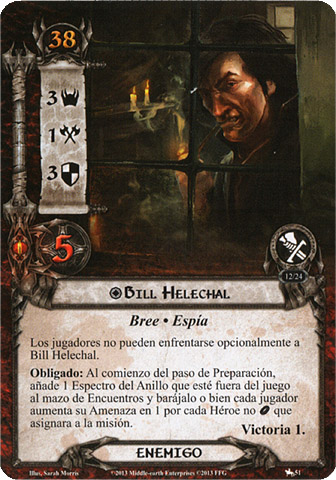 38
3
1
3
5
12/24
Bill Helechal
Bree • Espía
Los jugadores no pueden enfrentarse opcionalmente a
Bill Helechal.
Obligado: Al comienzo del paso de Preparación,
añade 1 Espectro del Anillo que esté fuera del juego
al mazo de Encuentros y barájalo o bien cada jugador
aumenta su Amenaza en 1 por cada Héroe no
que
asignara a la misión.
Victoria 1.
ENEMIGO
Illus. Sarah Morris
©2013 Middle-earth Enterprises ©2013 FFG
51